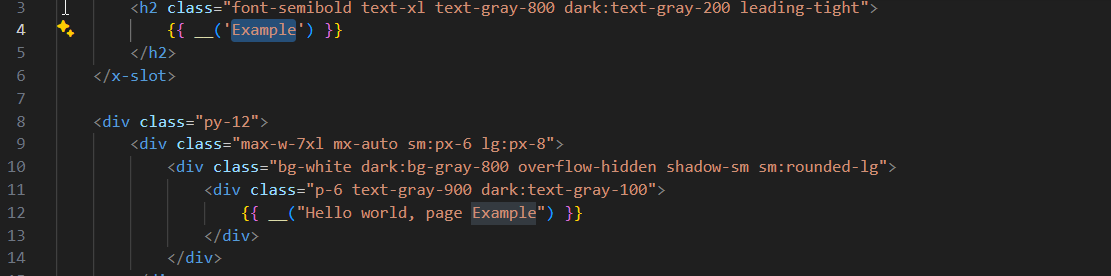 3 <h2 class="font-semibold text-xl text-gray-800 dark:text-gray-200 leading-tight">
4 {{ __('Example') }}
5 </h2>
6 </x-slot>
7
8 <div class="py-12">
9 <div class="max-w-7xl mx-auto sm:px-6 lg:px-8">
10 <div class="bg-white dark:bg-gray-800 overflow-hidden shadow-sm sm:rounded-lg">
11 <div class="p-6 text-gray-900 dark:text-gray-100">
12 {{ __("Hello world, page Example") }}
13 </div>
14 </div>